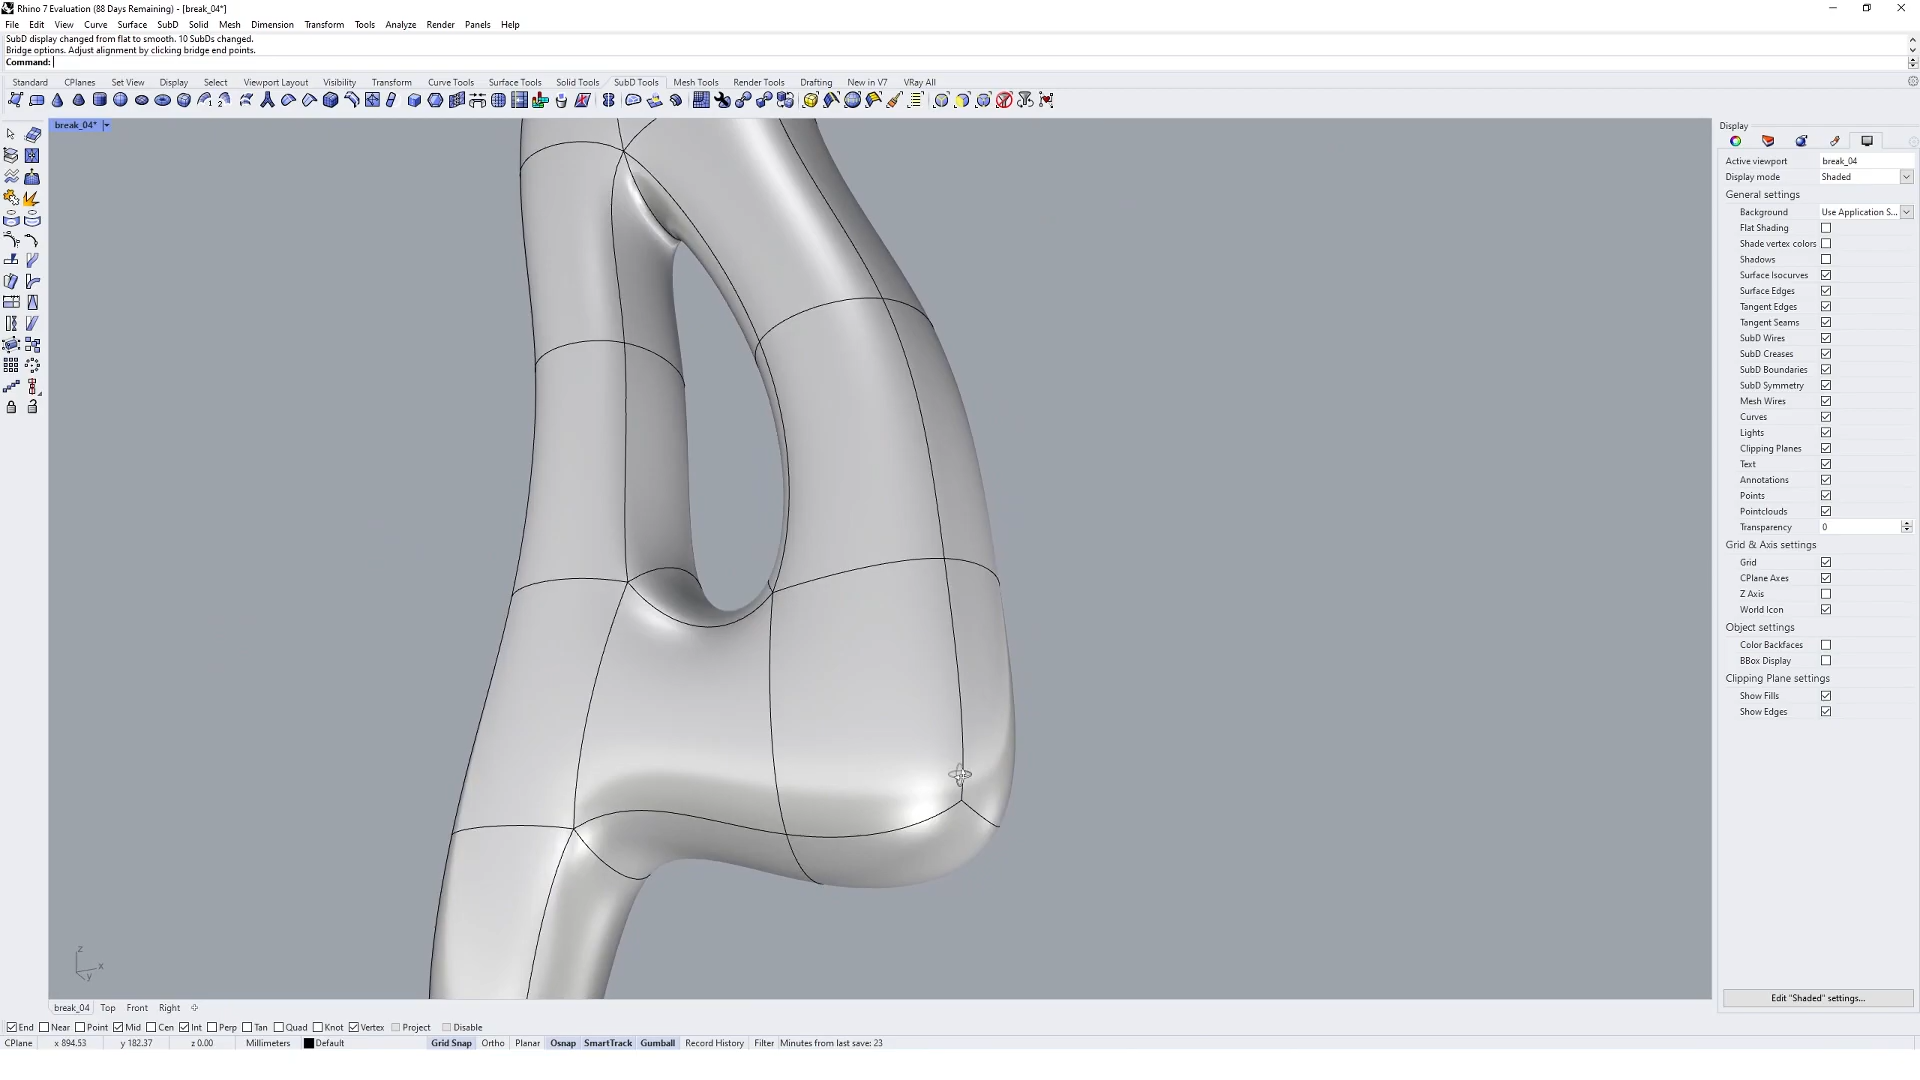 Rhino 7 Evaluation (88 Days Remaining) - [break_04*]
File Edit View Curve Surface SubD Solid Mesh Dimension Transform Tools Analyze Render Panels Help
SubD display changed from flat to smooth. 10 SubDs changed.
Bridge options. Adjust alignment by clicking bridge end points.
Command:
Standard CPlanes Set View Display Select Viewport Layout Visibility Transform Curve Tools Surface Tools Solid Tools SubD Tools Mesh Tools Render Tools Drafting New in V7 VRay All
break_04*
Display
Active viewport break_04
Display mode Shaded
General settings
Background Use Application S...
Flat Shading
Shade vertex colors
Shadows
Surface Isocurves
Surface Edges
Tangent Edges
Tangent Seams
SubD Wires
SubD Creases
SubD Boundaries
SubD Symmetry
Mesh Wires
Curves
Lights
Clipping Planes
Text
Annotations
Points
Pointclouds
Transparency 0
Grid & Axis settings
Grid
CPlane Axes
Z Axis
World Icon
Object settings
Color Backfaces
BBox Display
Clipping Plane settings
Show Fills
Show Edges
Edit "Shaded" settings...
z
x
y
break_04 Top Front Right
End Near Point Mid Cen Int Perp Tan Quad Knot Vertex Project Disable
CPlane x 894.53 y 182.37 z 0.00 Millimeters Default Grid Snap Ortho Planar Osnap SmartTrack Gumball Record History Filter Minutes from last save: 23